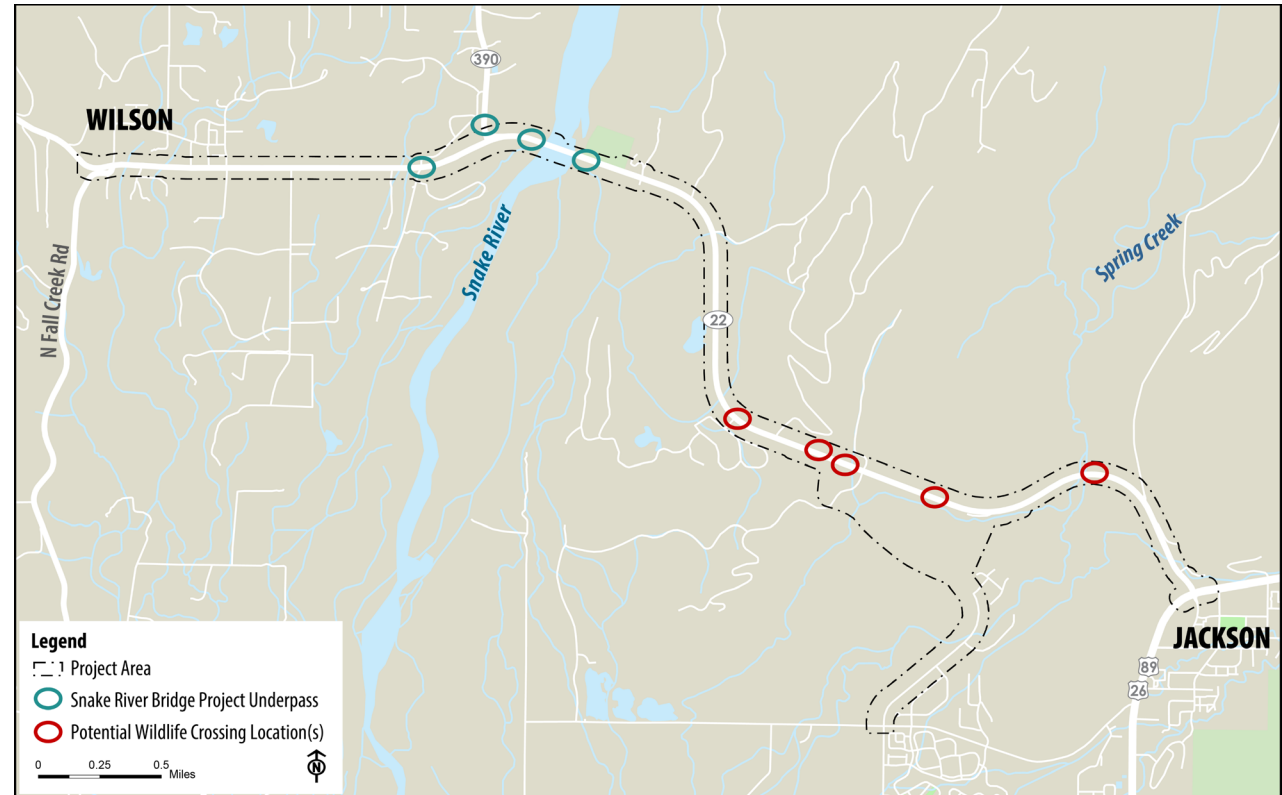 390
WILSON
Snake River
Spring Creek
N Fall Creek Rd
22
JACKSON
89
26
Legend
Project Area
Snake River Bridge Project Underpass
Potential Wildlife Crossing Location(s)
N
0 0.25 0.5
Miles